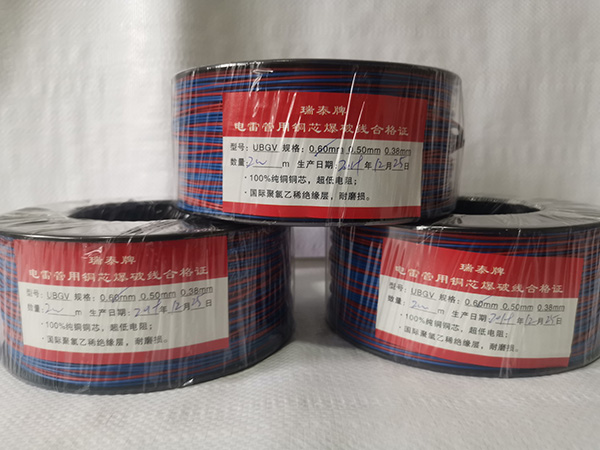 瑞泰牌
电雷管用铜芯爆破线合格证
型号: UBGV 规格: 0.60mm 0.50mm 0.38mm
数量: m 生产日期: 年12月25日
·100%纯铜铜芯，超低电阻；
·国际聚氯乙稀绝缘层，耐磨损。
瑞泰牌
电雷管用铜芯爆破线合格证
型号: UBGV 规格: 0.60mm 0.50mm 0.38mm
数量: m 生产日期: 年12月 日
·100%纯铜铜芯，超低电阻；
·国际聚氯乙稀绝缘层，耐磨损。
瑞泰牌
电雷管用铜芯爆破线合格证
型号: UBGV 规格: 0.60mm 0.50mm 0.38mm
数量: m 生产日期: 年12月25日
·100%纯铜铜芯，超低电阻；
·国际聚氯乙稀绝缘层，耐磨损。